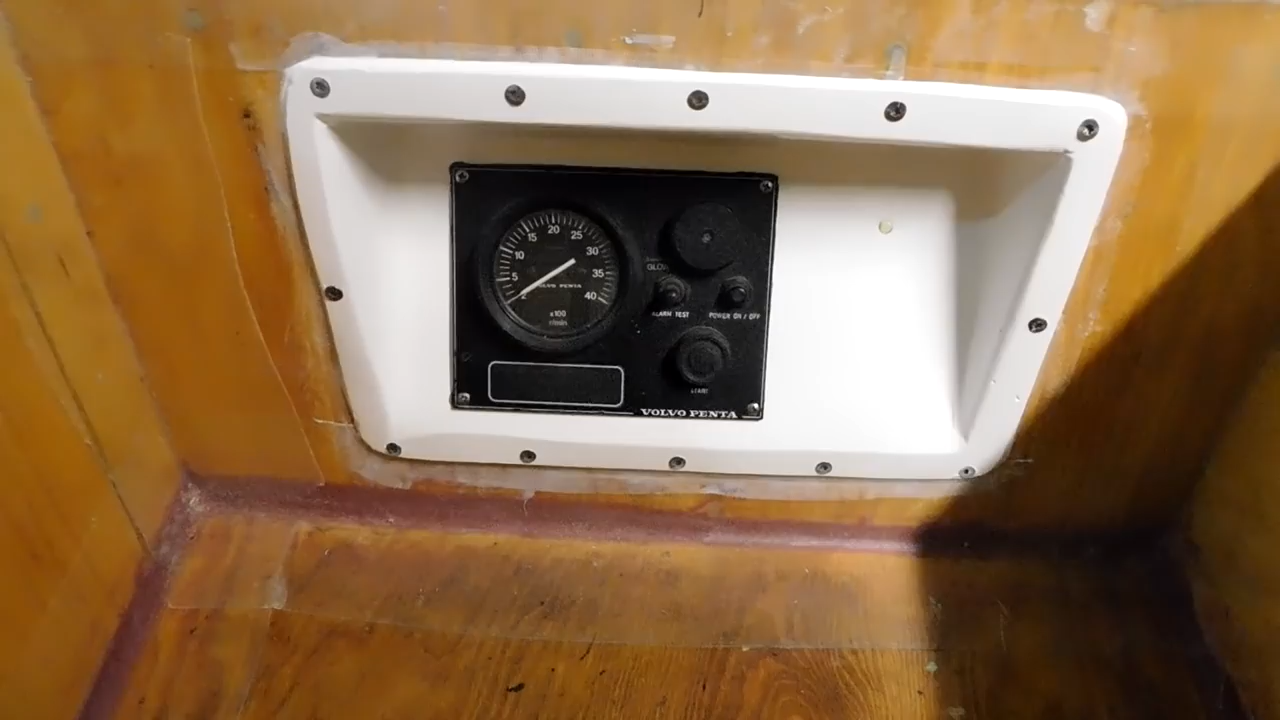 20
15 25
10 30
5 35
2 40
VOLVO PENTA
x100
r/min
GLOW
ALARM TEST
POWER ON / OFF
START
VOLVO PENTA